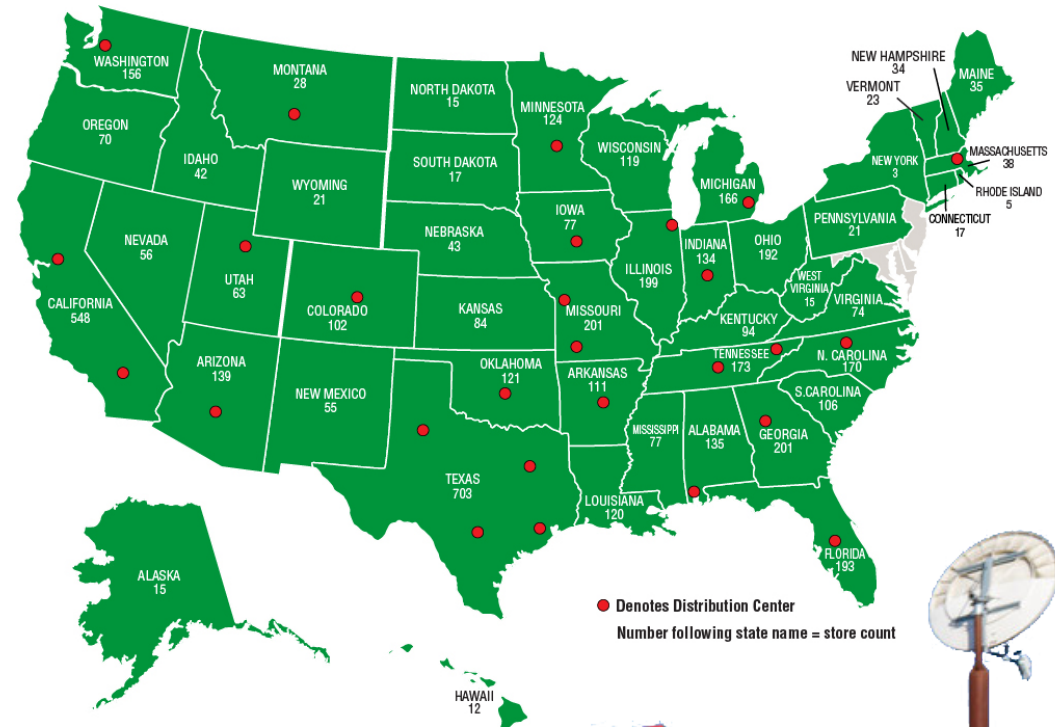 WASHINGTON
156
MONTANA
28
NORTH DAKOTA
15
MINNESOTA
124
NEW HAMPSHIRE
34
VERMONT
23
MAINE
35
OREGON
70
IDAHO
42
WYOMING
21
SOUTH DAKOTA
17
WISCONSIN
119
MICHIGAN
166
NEW YORK
3
MASSACHUSETTS
38
RHODE ISLAND
5
CONNECTICUT
17
NEVADA
56
UTAH
63
NEBRASKA
43
IOWA
77
ILLINOIS
199
INDIANA
134
OHIO
192
PENNSYLVANIA
21
WEST
VIRGINIA
15
VIRGINIA
74
CALIFORNIA
548
COLORADO
102
KANSAS
84
MISSOURI
201
KENTUCKY
94
ARIZONA
139
NEW MEXICO
55
OKLAHOMA
121
ARKANSAS
111
TENNESSEE
173
N. CAROLINA
170
S.CAROLINA
106
TEXAS
703
LOUISIANA
120
MISSISSIPPI
77
ALABAMA
135
GEORGIA
201
FLORIDA
193
ALASKA
15
HAWAII
12
Denotes Distribution Center
Number following state name = store count